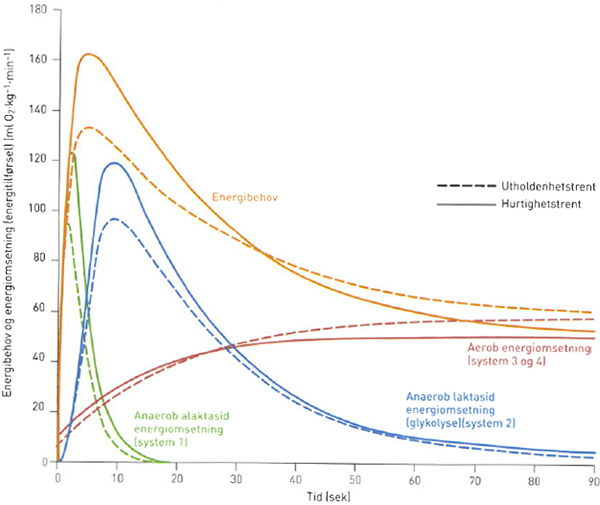 Energibehov og energiomsetning (energitilførsel) (ml O₂·kg⁻¹·min⁻¹)
180
160
140
120
100
80
60
40
20
0
Energibehov
Utholdenhetstrent
Hurtighetstrent
Aerob energiomsetning
(system 3 og 4)
Anaerob alaktasid
energiomsetning
(system 1)
Anaerob laktasid
energiomsetning
(glykolyse)(system 2)
0 10 20 30 40 50 60 70 80 90
Tid (sek)